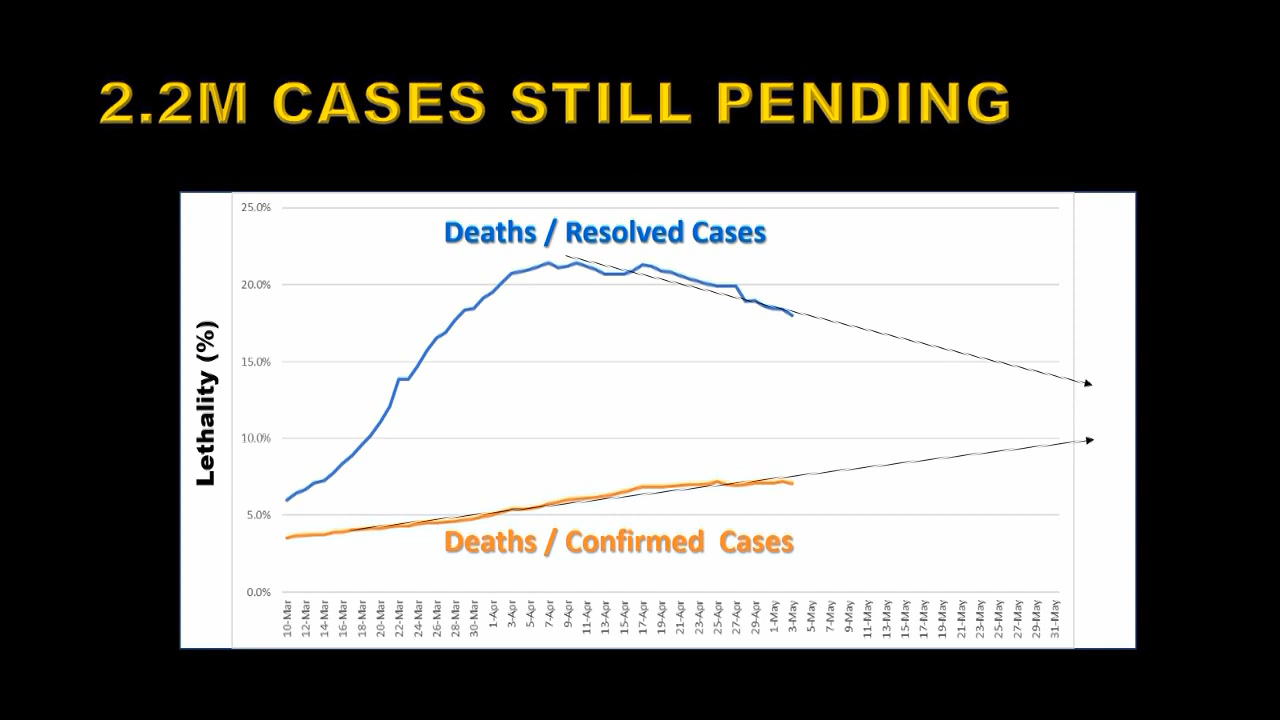 2.2M CASES STILL PENDING
25.0%
Deaths / Resolved Cases
20.0%
15.0%
Lethality (%)
10.0%
5.0%
Deaths / Confirmed Cases
0.0%
10-Mar
12-Mar
14-Mar
16-Mar
18-Mar
20-Mar
22-Mar
24-Mar
26-Mar
28-Mar
30-Mar
1-Apr
3-Apr
5-Apr
7-Apr
9-Apr
11-Apr
13-Apr
15-Apr
17-Apr
19-Apr
21-Apr
23-Apr
25-Apr
27-Apr
29-Apr
1-May
3-May
5-May
7-May
9-May
11-May
13-May
15-May
17-May
19-May
21-May
23-May
25-May
27-May
29-May
31-May